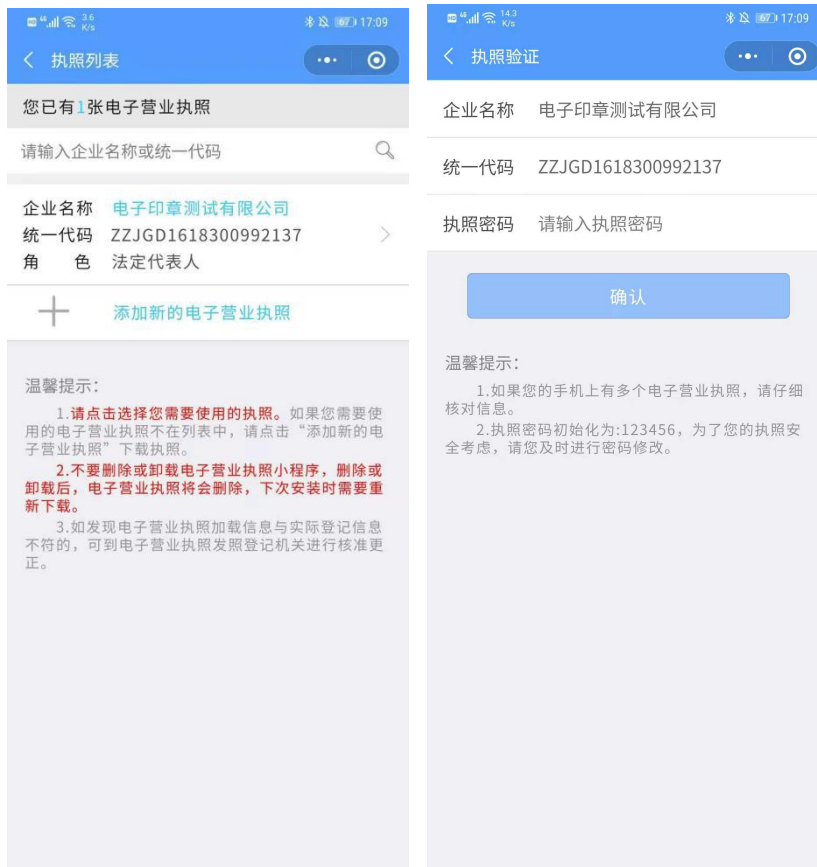 3.6
K/s
67
17:09
执照列表
您已有1张电子营业执照
请输入企业名称或统一代码
企业名称 电子印章测试有限公司
统一代码 ZZJGD1618300992137
角 色 法定代表人
添加新的电子营业执照
温馨提示:
1.请点击选择您需要使用的执照。如果您需要使
用的电子营业执照不在列表中，请点击“添加新的电
子营业执照”下载执照。
2.不要删除或卸载电子营业执照小程序，删除或
卸载后，电子营业执照将会删除，下次安装时需要重
新下载。
3.如发现电子营业执照加载信息与实际登记信息
不符的，可到电子营业执照发照登记机关进行核准更
正。
14.3
K/s
67
17:09
执照验证
企业名称 电子印章测试有限公司
统一代码 ZZJGD1618300992137
执照密码 请输入执照密码
确认
温馨提示:
1.如果您的手机上有多个电子营业执照，请仔细
核对信息。
2.执照密码初始化为:123456，为了您的执照安
全考虑，请您及时进行密码修改。